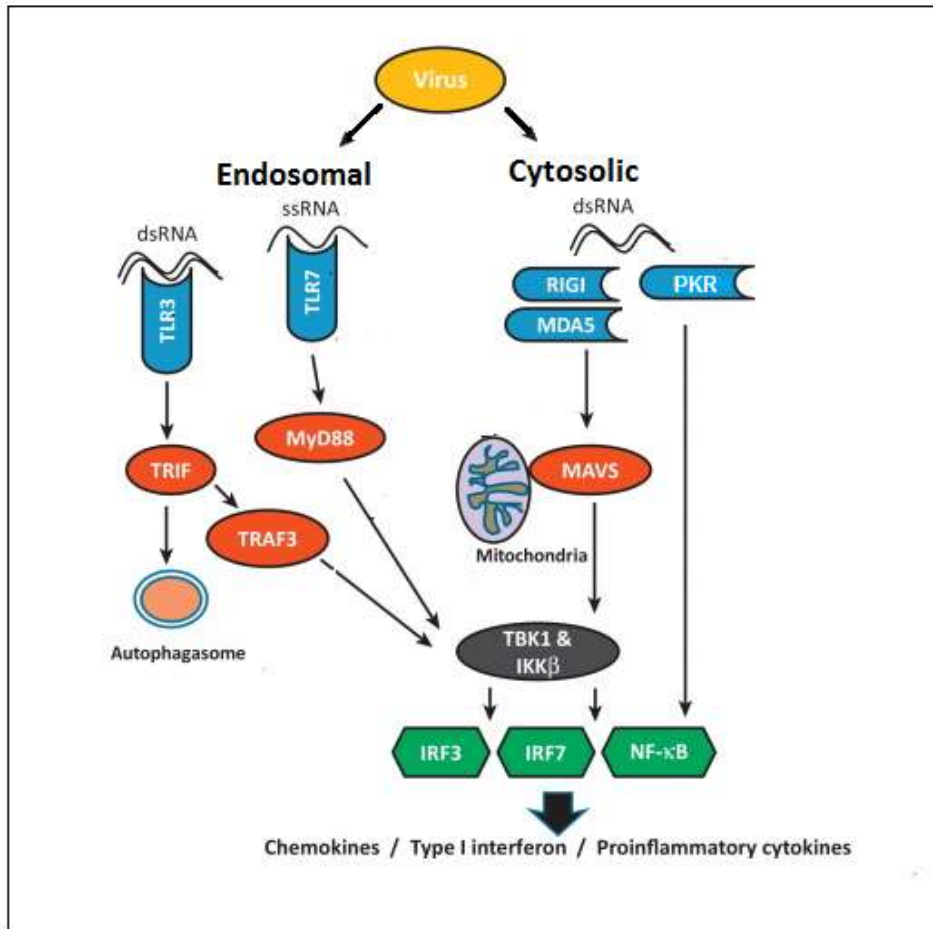 Virus
Endosomal
Cytosolic
dsRNA
ssRNA
dsRNA
TLR3
TLR7
RIGI
PKR
MDA5
MyD88
TRIF
MAVS
TRAF3
Mitochondria
Autophagasome
TBK1 &
IKKβ
IRF3
IRF7
NF-κB
Chemokines / Type I interferon / Proinflammatory cytokines